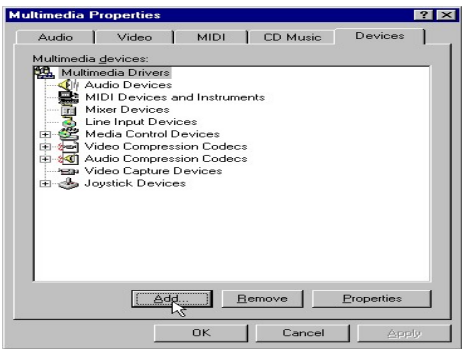 Multimedia Properties
Audio Video MIDI CD Music Devices
Multimedia devices:
Multimedia Drivers
Audio Devices
MIDI Devices and Instruments
Mixer Devices
Line Input Devices
Media Control Devices
Video Compression Codecs
Audio Compression Codecs
Video Capture Devices
Joystick Devices
Add... Remove Properties
OK Cancel Apply